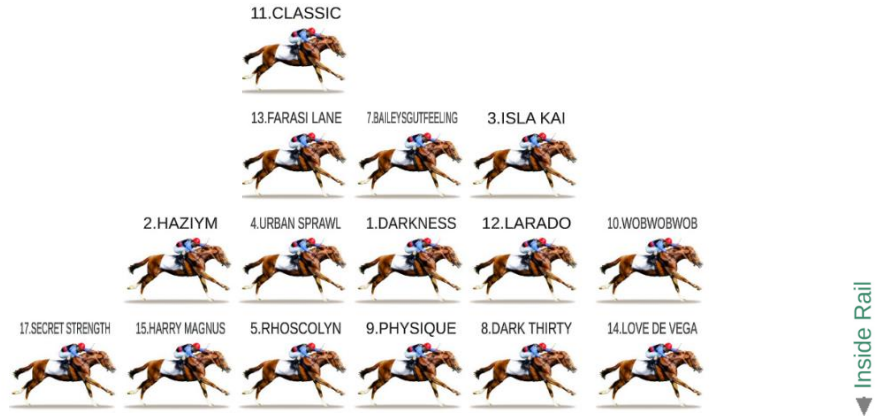 11.CLASSIC
13.FARASI LANE 7.BAILEYSGUTFEELING 3.ISLA KAI
2.HAZIYM 4.URBAN SPRAWL 1.DARKNESS 12.LARADO 10.WOBWOBWOB
17.SECRET STRENGTH 15.HARRY MAGNUS 5.RHOSCOLYN 9.PHYSIQUE 8.DARK THIRTY 14.LOVE DE VEGA
Inside Rail